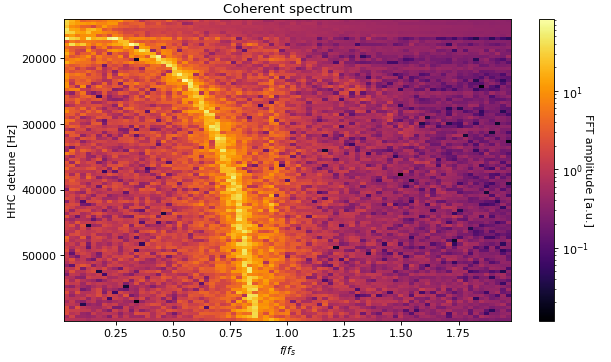 Coherent spectrum
HHC detune [Hz]
20000
30000
40000
50000
0.25 0.50 0.75 1.00 1.25 1.50 1.75
f/fs
10¹
10⁰
10⁻¹
FFT amplitude [a.u.]